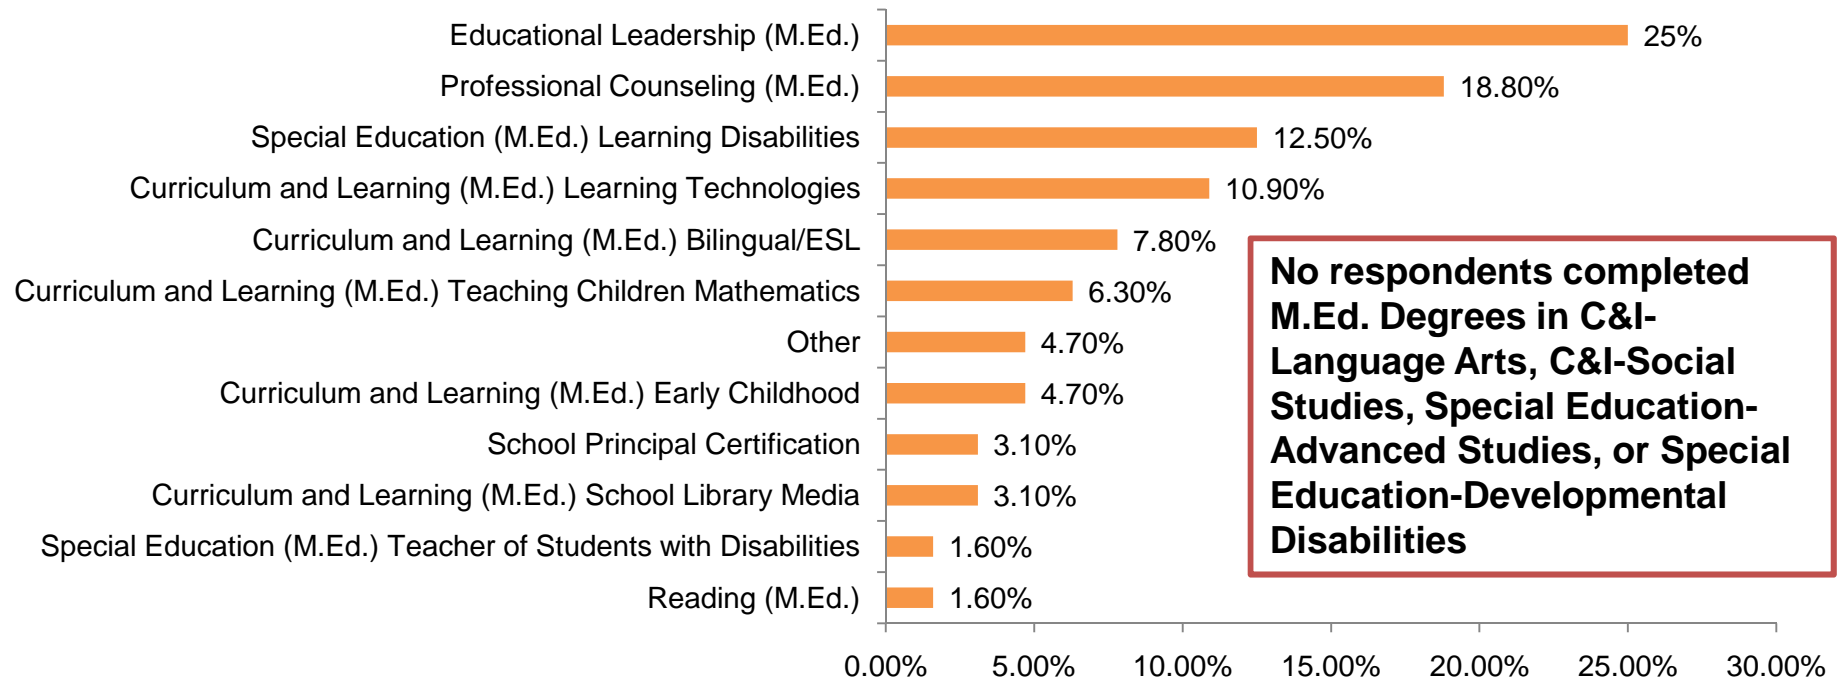 Educational Leadership (M.Ed.) 25%
Professional Counseling (M.Ed.) 18.80%
Special Education (M.Ed.) Learning Disabilities 12.50%
Curriculum and Learning (M.Ed.) Learning Technologies 10.90%
Curriculum and Learning (M.Ed.) Bilingual/ESL 7.80%
Curriculum and Learning (M.Ed.) Teaching Children Mathematics 6.30%
Other 4.70%
Curriculum and Learning (M.Ed.) Early Childhood 4.70%
School Principal Certification 3.10%
Curriculum and Learning (M.Ed.) School Library Media 3.10%
Special Education (M.Ed.) Teacher of Students with Disabilities 1.60%
Reading (M.Ed.) 1.60%
0.00% 5.00% 10.00% 15.00% 20.00% 25.00% 30.00%
No respondents completed
M.Ed. Degrees in C&I-
Language Arts, C&I-Social
Studies, Special Education-
Advanced Studies, or Special
Education-Developmental
Disabilities